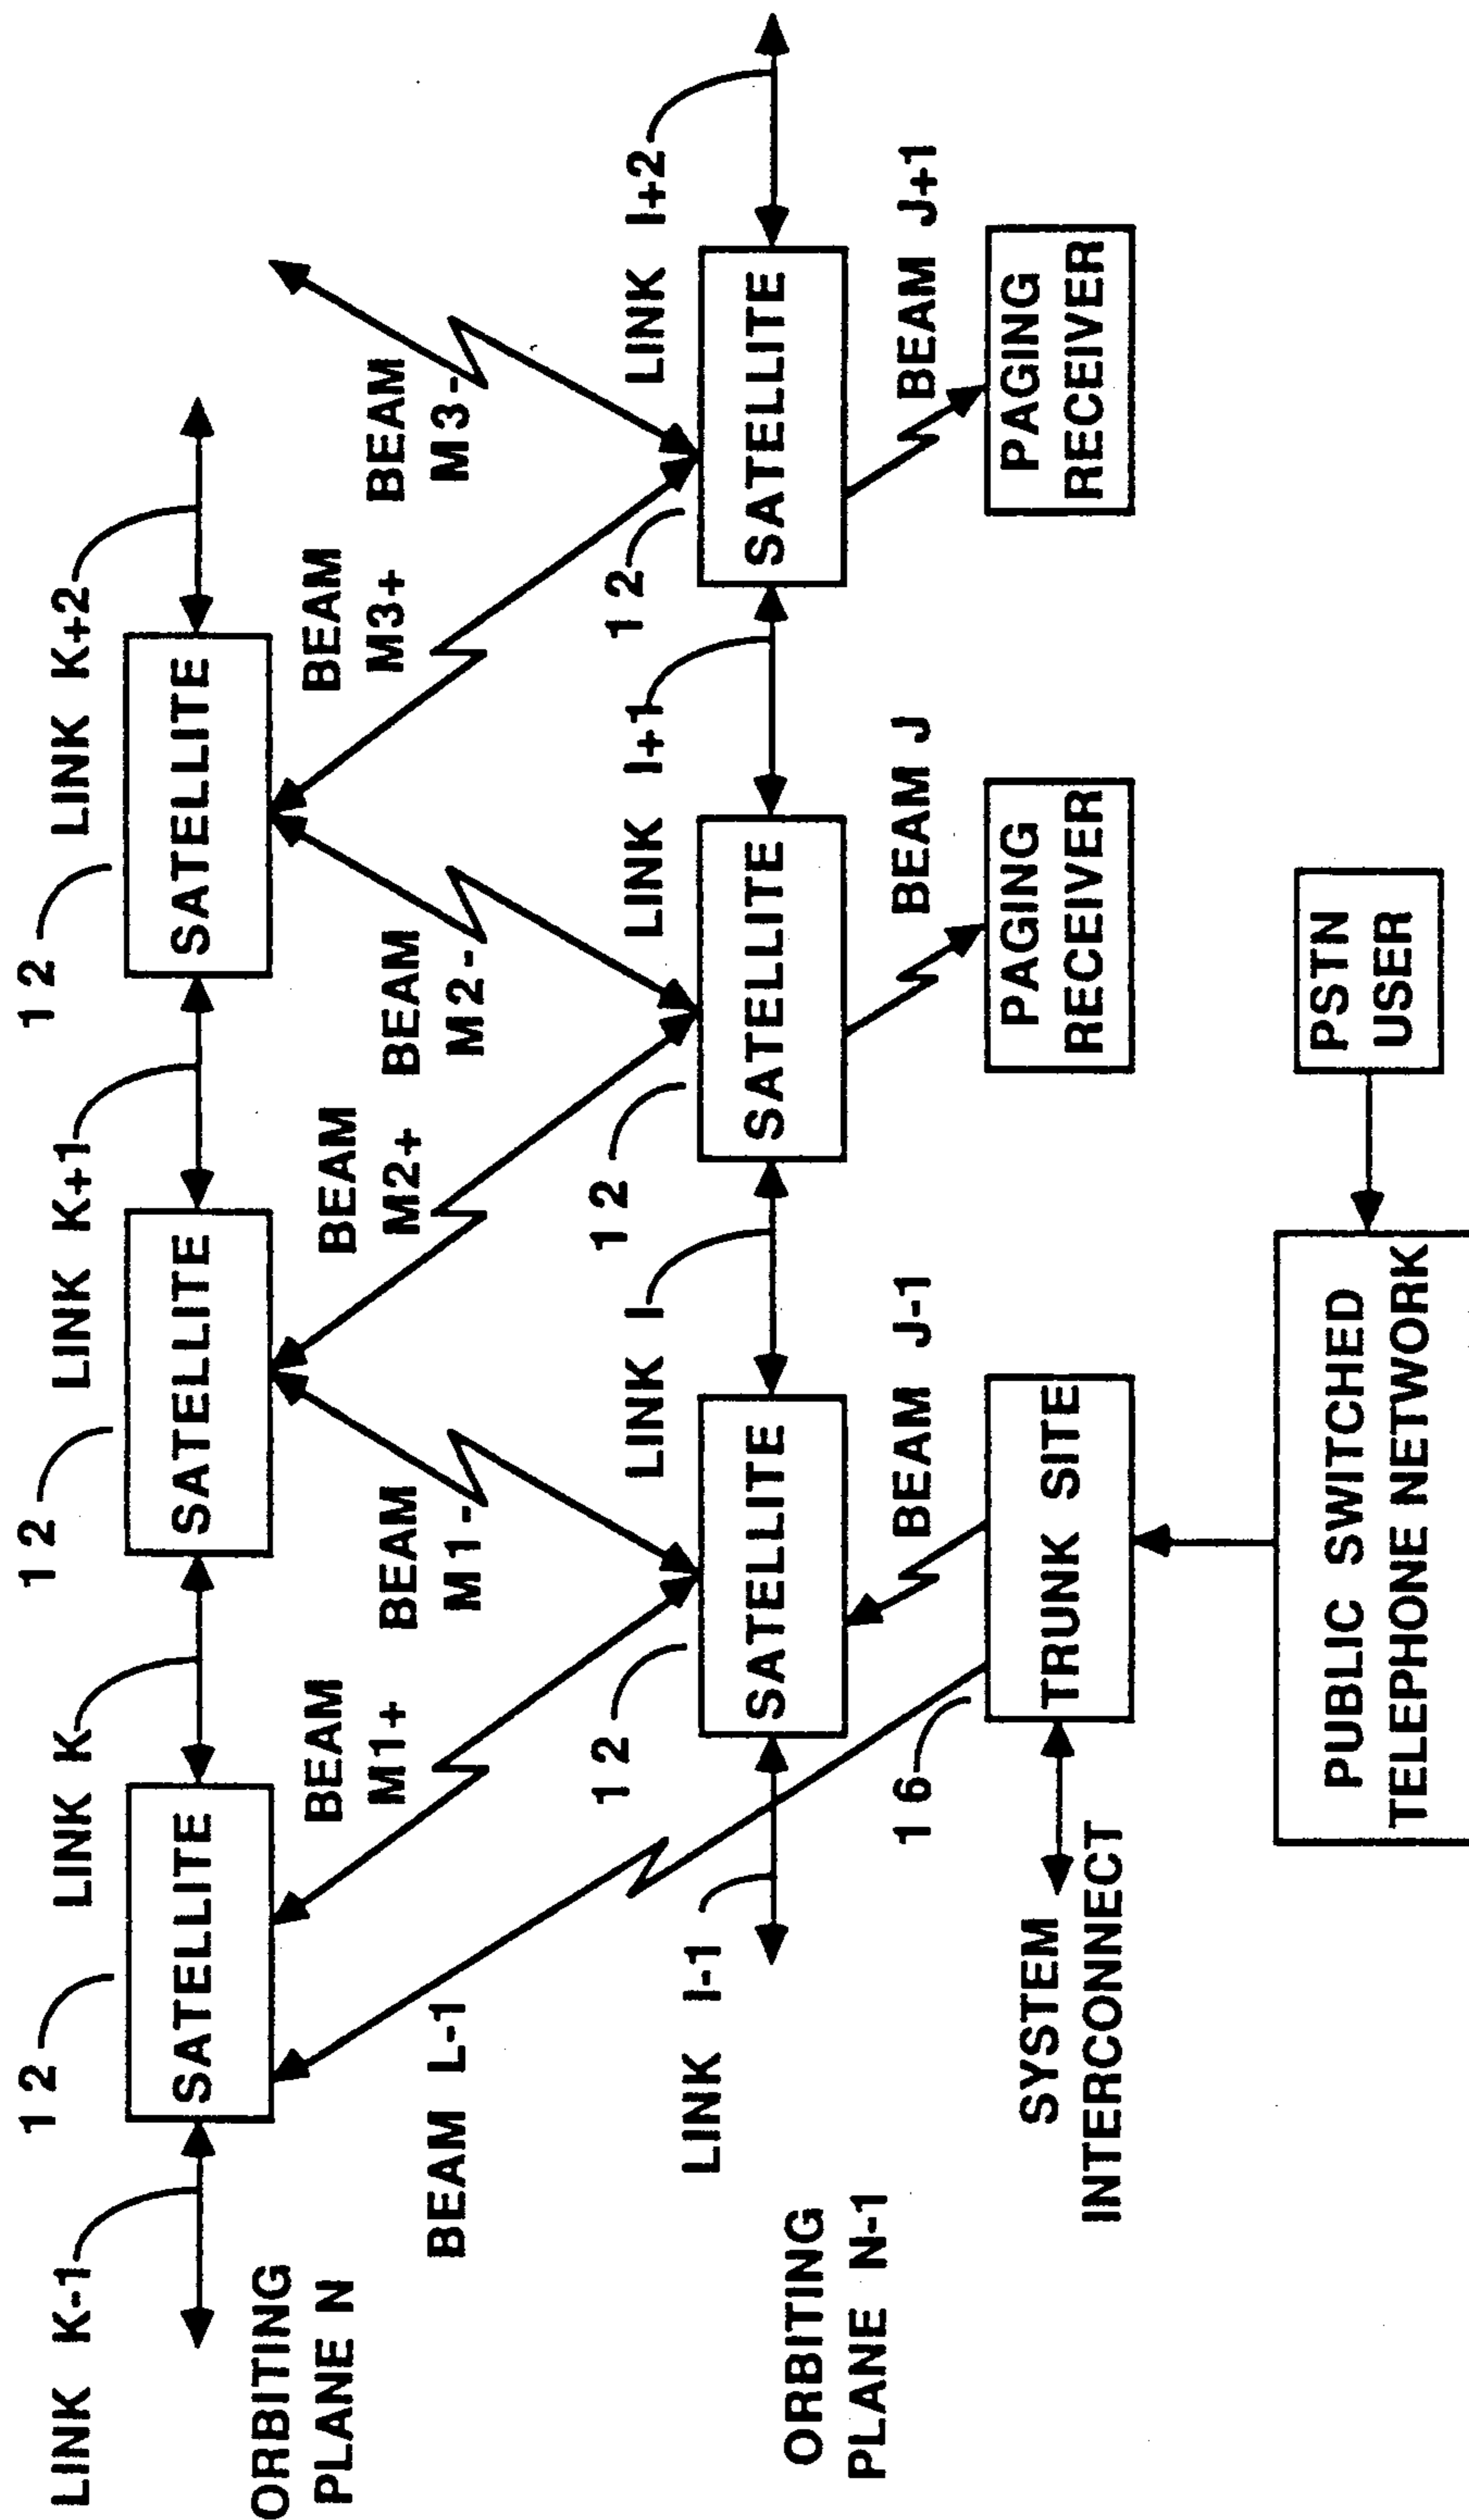 LINK K-1
LINK K
LINK K+1
LINK K+2
12
12
12
SATELLITE
SATELLITE
SATELLITE
ORBITING
PLANE N
BEAM
M1+
BEAM
M1-
BEAM
M2+
BEAM
M2-
BEAM
M3+
BEAM
M3-
BEAM L-1
LINK I-1
LINK I
LINK I+1
LINK I+2
12
12
12
SATELLITE
SATELLITE
SATELLITE
ORBITING
PLANE N-1
BEAM J-1
BEAM J
BEAM J+1
16
SYSTEM
INTERCONNECT
TRUNK SITE
PAGING
RECEIVER
PAGING
RECEIVER
PUBLIC SWITCHED
TELEPHONE NETWORK
PSTN
USER